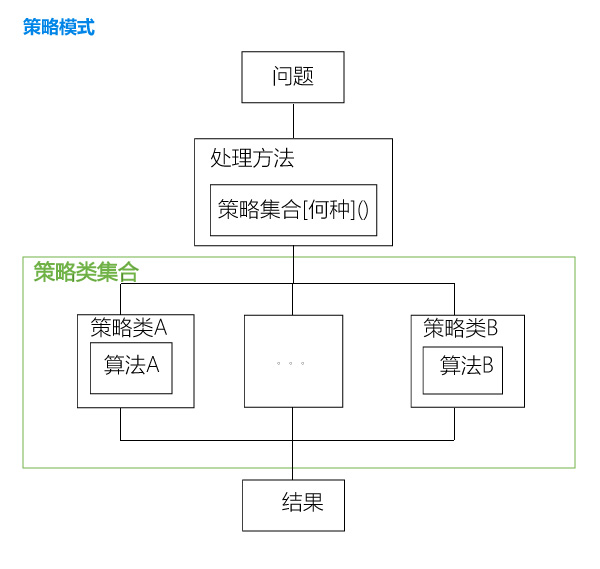 策略模式
问题
处理方法
策略集合[何种]()
策略类集合
策略类A
算法A
。。。
策略类B
算法B
结果